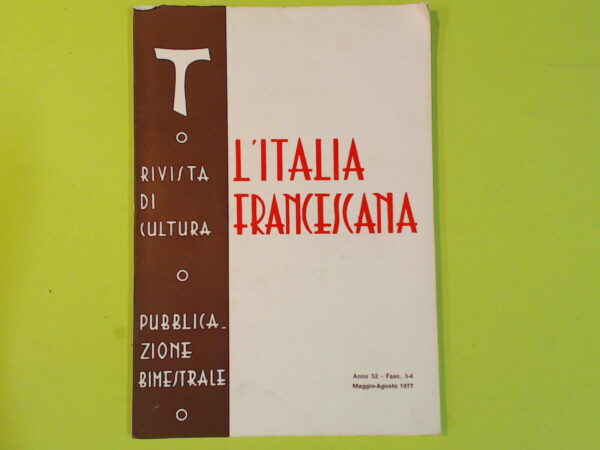 T
RIVISTA
DI
CULTURA
PUBBLICA-
ZIONE
BIMESTRALE
L'ITALIA
FRANCESCANA
Anno 52 - Fasc. 3-4
Maggio-Agosto 1977